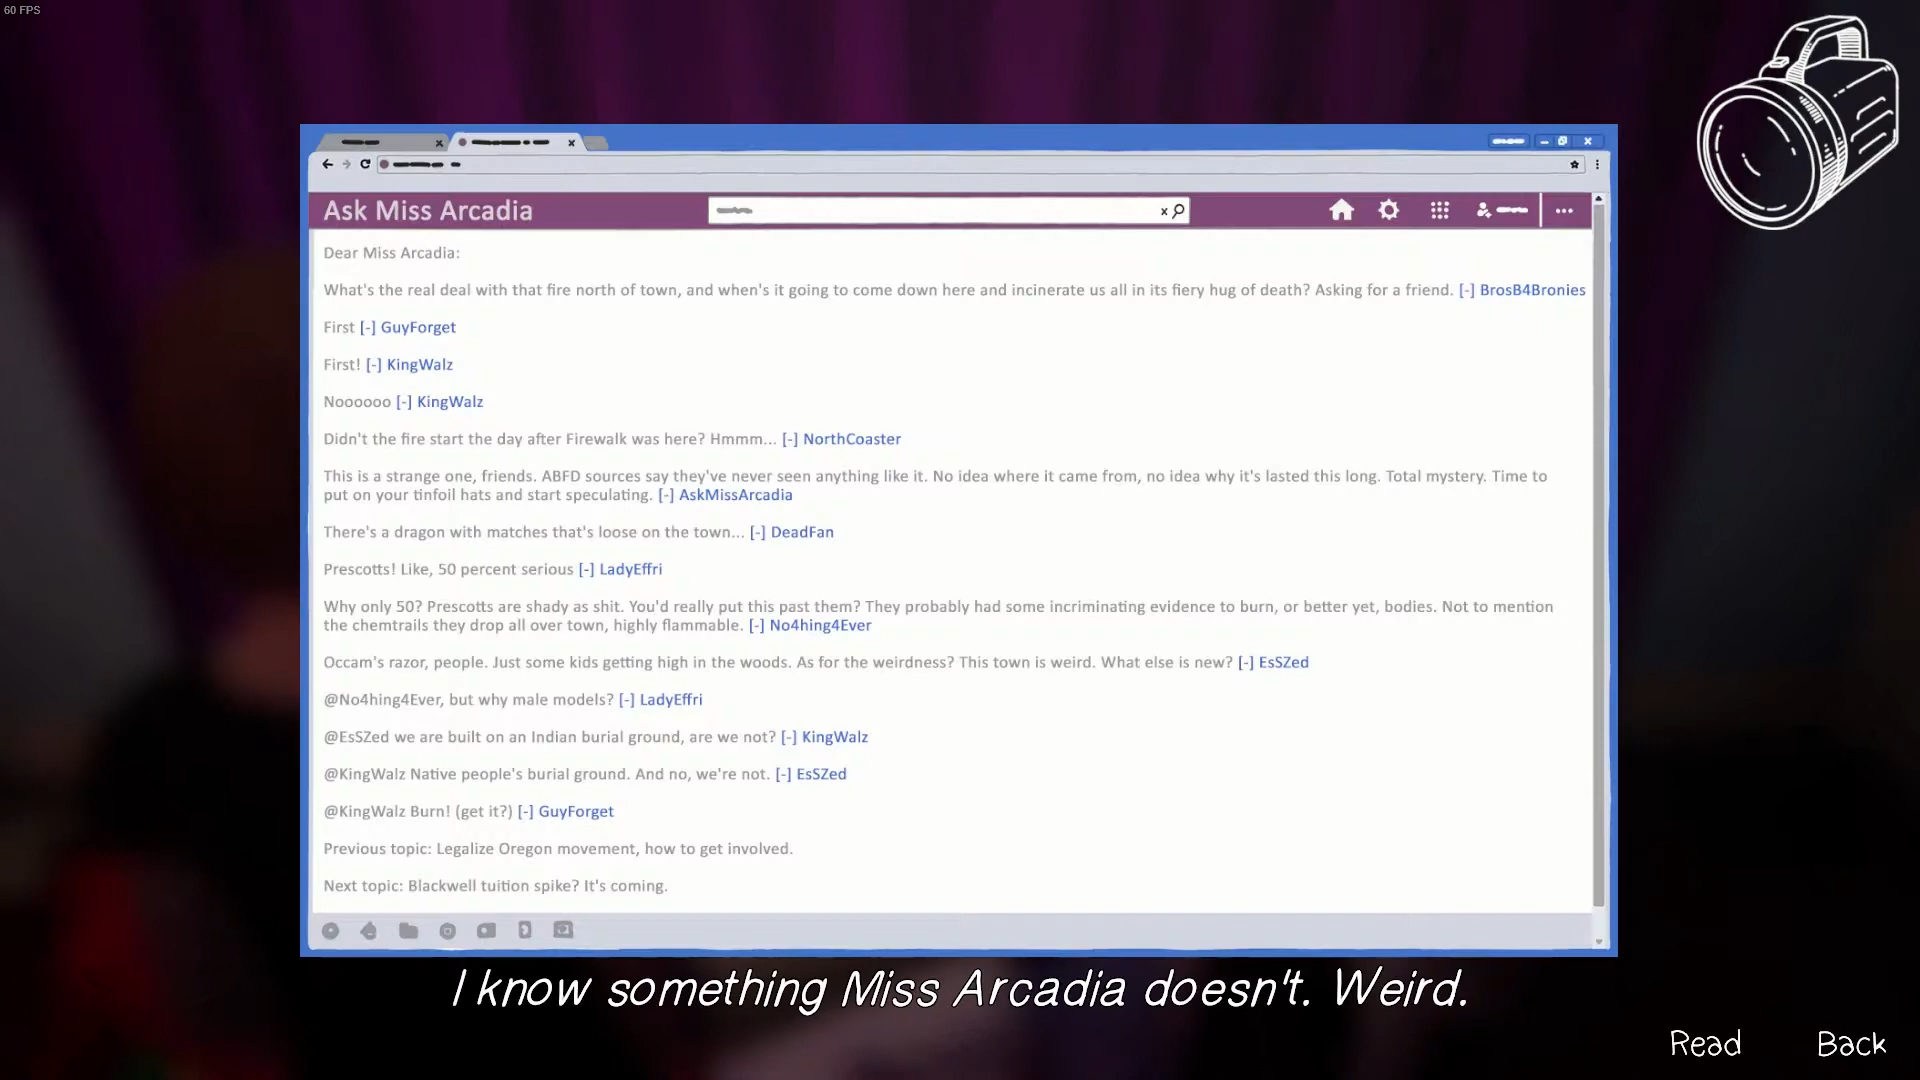 60 FPS
Ask Miss Arcadia
Dear Miss Arcadia:
What's the real deal with that fire north of town, and when's it going to come down here and incinerate us all in its fiery hug of death? Asking for a friend. [-] BrosB4Bronies
First [-] GuyForget
First! [-] KingWalz
Noooooo [-] KingWalz
Didn't the fire start the day after Firewalk was here? Hmmm... [-] NorthCoaster
This is a strange one, friends. ABFD sources say they've never seen anything like it. No idea where it came from, no idea why it's lasted this long. Total mystery. Time to
put on your tinfoil hats and start speculating. [-] AskMissArcadia
There's a dragon with matches that's loose on the town... [-] DeadFan
Prescotts! Like, 50 percent serious [-] LadyEffri
Why only 50? Prescotts are shady as shit. You'd really put this past them? They probably had some incriminating evidence to burn, or better yet, bodies. Not to mention
the chemtrails they drop all over town, highly flammable. [-] No4hing4Ever
Occam's razor, people. Just some kids getting high in the woods. As for the weirdness? This town is weird. What else is new? [-] EsSZed
@No4hing4Ever, but why male models? [-] LadyEffri
@EsSZed we are built on an Indian burial ground, are we not? [-] KingWalz
@KingWalz Native people's burial ground. And no, we're not. [-] EsSZed
@KingWalz Burn! (get it?) [-] GuyForget
Previous topic: Legalize Oregon movement, how to get involved.
Next topic: Blackwell tuition spike? It's coming.
I know something Miss Arcadia doesn't. Weird.
Read Back